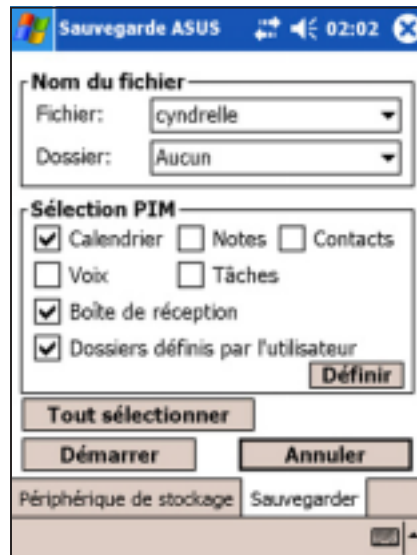 Sauvegarde ASUS 02:02
Nom du fichier
Fichier: cyndrelle
Dossier: Aucun
Sélection PIM
Calendrier Notes Contacts
Voix Tâches
Boîte de réception
Dossiers définis par l'utilisateur
Définir
Tout sélectionner
Démarrer Annuler
Périphérique de stockage Sauvegarder